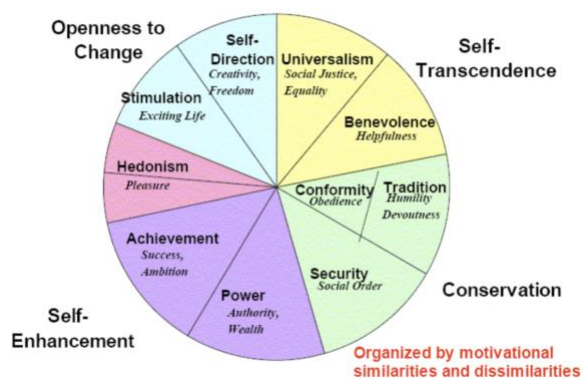 Openness to
Change
Self-
Transcendence
Self-
Direction
Creativity,
Freedom
Universalism
Social Justice,
Equality
Stimulation
Exciting Life
Benevolence
Helpfulness
Hedonism
Pleasure
Conformity
Obedience
Tradition
Humility
Devoutness
Achievement
Success,
Ambition
Security
Social Order
Power
Authority,
Wealth
Conservation
Self-
Enhancement
Organized by motivational
similarities and dissimilarities